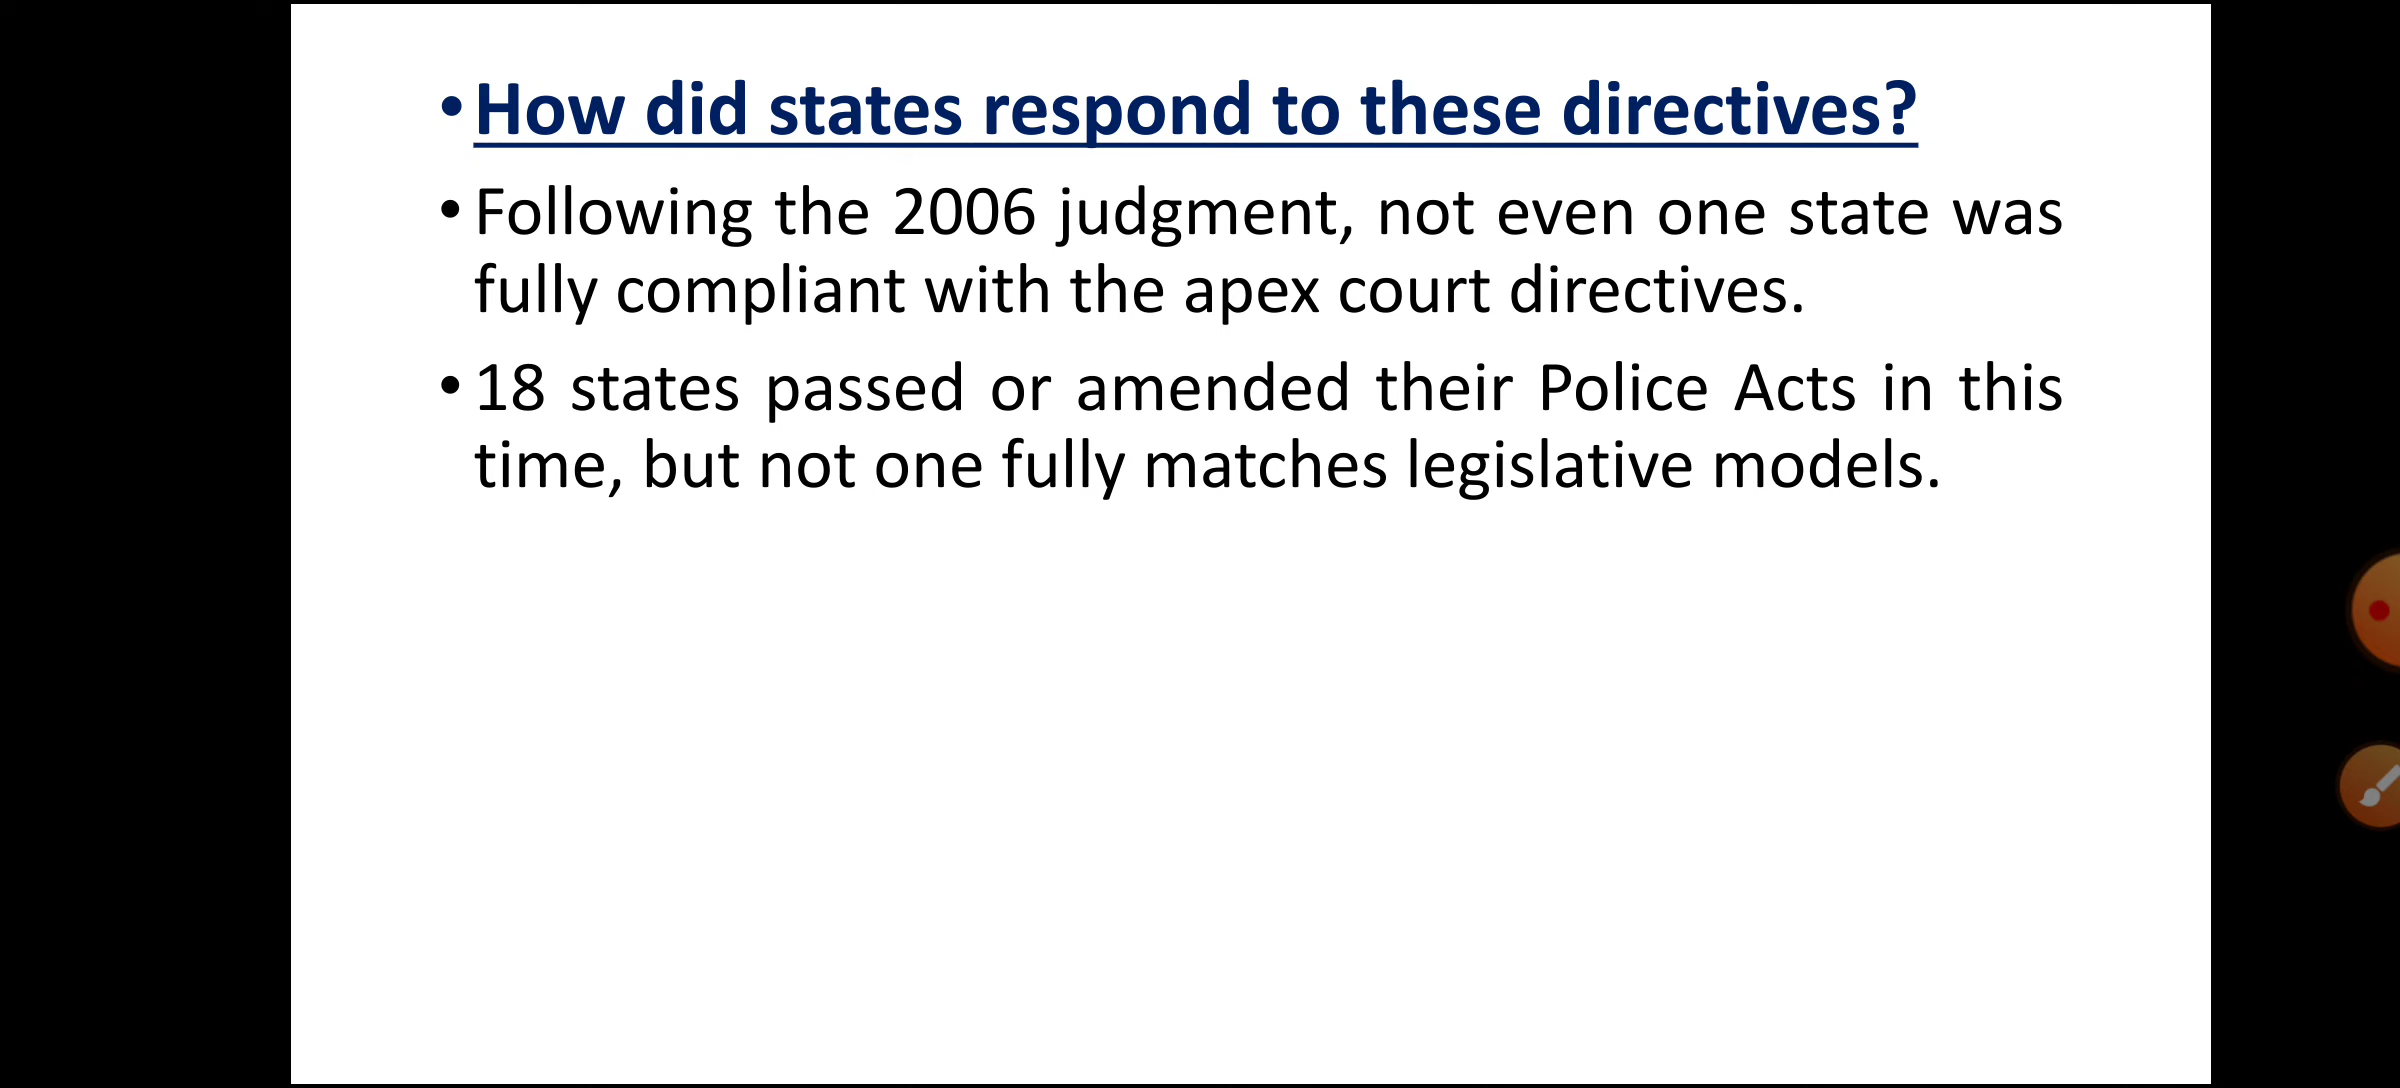 •How did states respond to these directives?
•Following the 2006 judgment, not even one state was
fully compliant with the apex court directives.
•18 states passed or amended their Police Acts in this
time, but not one fully matches legislative models.